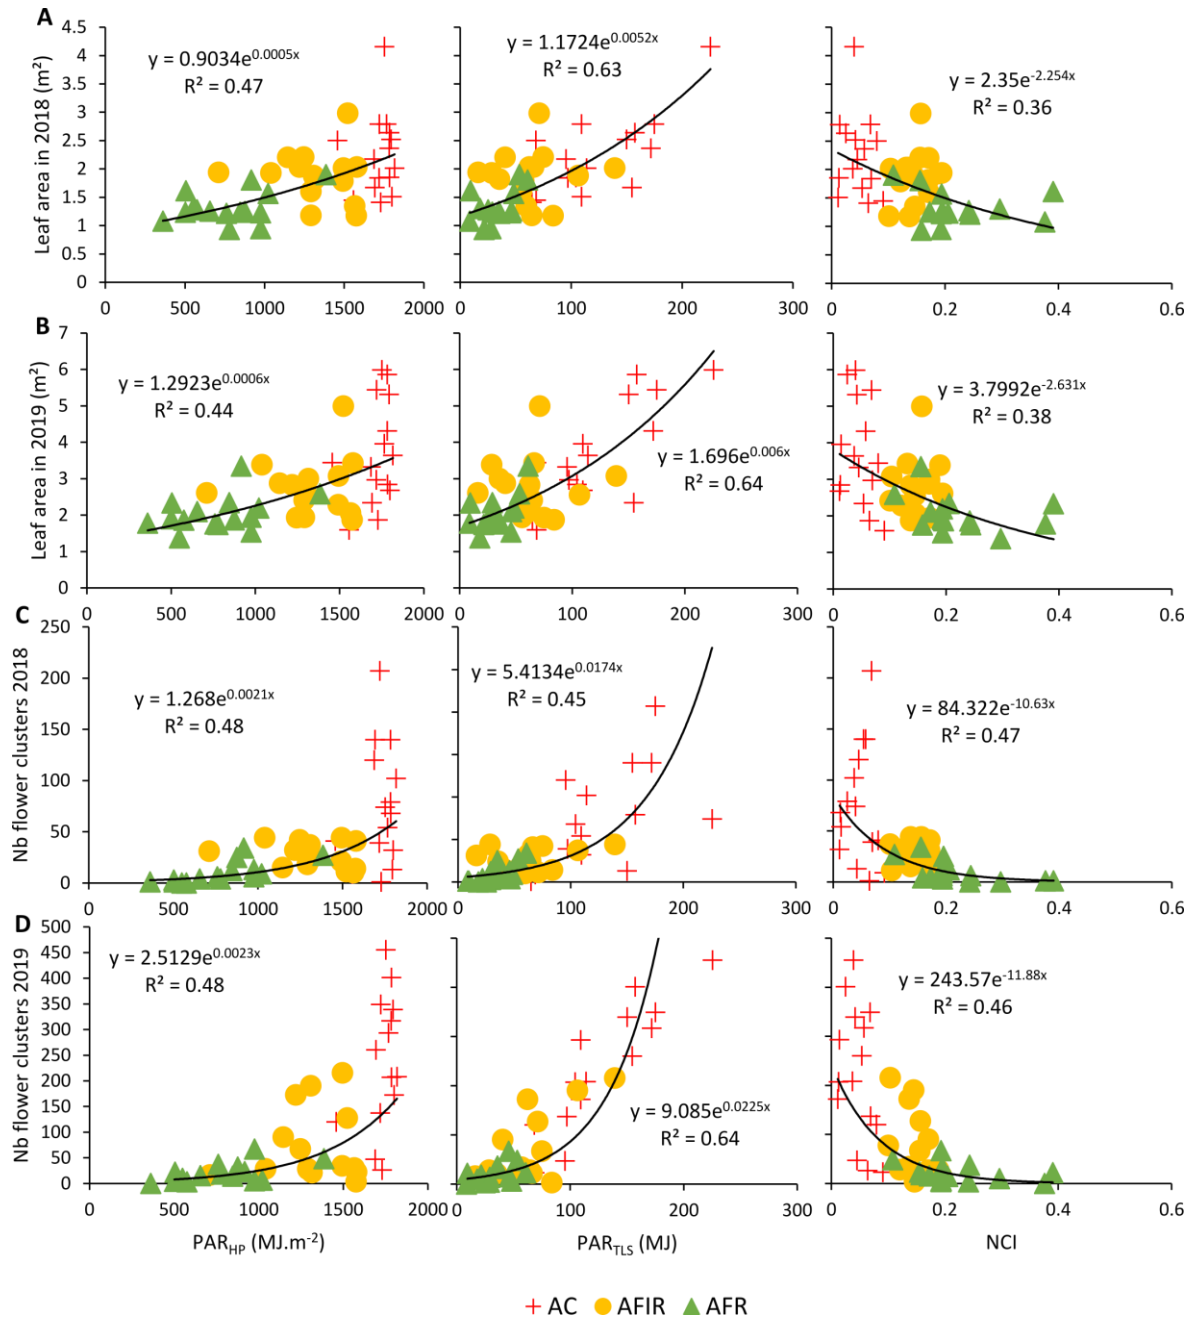 A
4.5
4
3.5
3
2.5
2
1.5
1
0.5
0
Leaf area in 2018 (m²)
y = 0.9034e^0.0005x
R² = 0.47
0 500 1000 1500 2000
y = 1.1724e^0.0052x
R² = 0.63
0 100 200 300
y = 2.35e^-2.254x
R² = 0.36
0 0.2 0.4 0.6
B
7
6
5
4
3
2
1
0
Leaf area in 2019 (m²)
y = 1.2923e^0.0006x
R² = 0.44
0 500 1000 1500 2000
y = 1.696e^0.006x
R² = 0.64
0 100 200 300
y = 3.7992e^-2.631x
R² = 0.38
0 0.2 0.4 0.6
C
250
200
150
100
50
0
Nb flower clusters 2018
y = 1.268e^0.0021x
R² = 0.48
0 500 1000 1500 2000
y = 5.4134e^0.0174x
R² = 0.45
0 100 200 300
y = 84.322e^-10.63x
R² = 0.47
0 0.2 0.4 0.6
D
500
450
400
350
300
250
200
150
100
50
0
Nb flower clusters 2019
y = 2.5129e^0.0023x
R² = 0.48
0 500 1000 1500 2000
y = 9.085e^0.0225x
R² = 0.64
0 100 200 300
y = 243.57e^-11.88x
R² = 0.46
0 0.2 0.4 0.6
PAR_HP (MJ.m⁻²)
PAR_TLS (MJ)
NCI
AC AFIR AFR